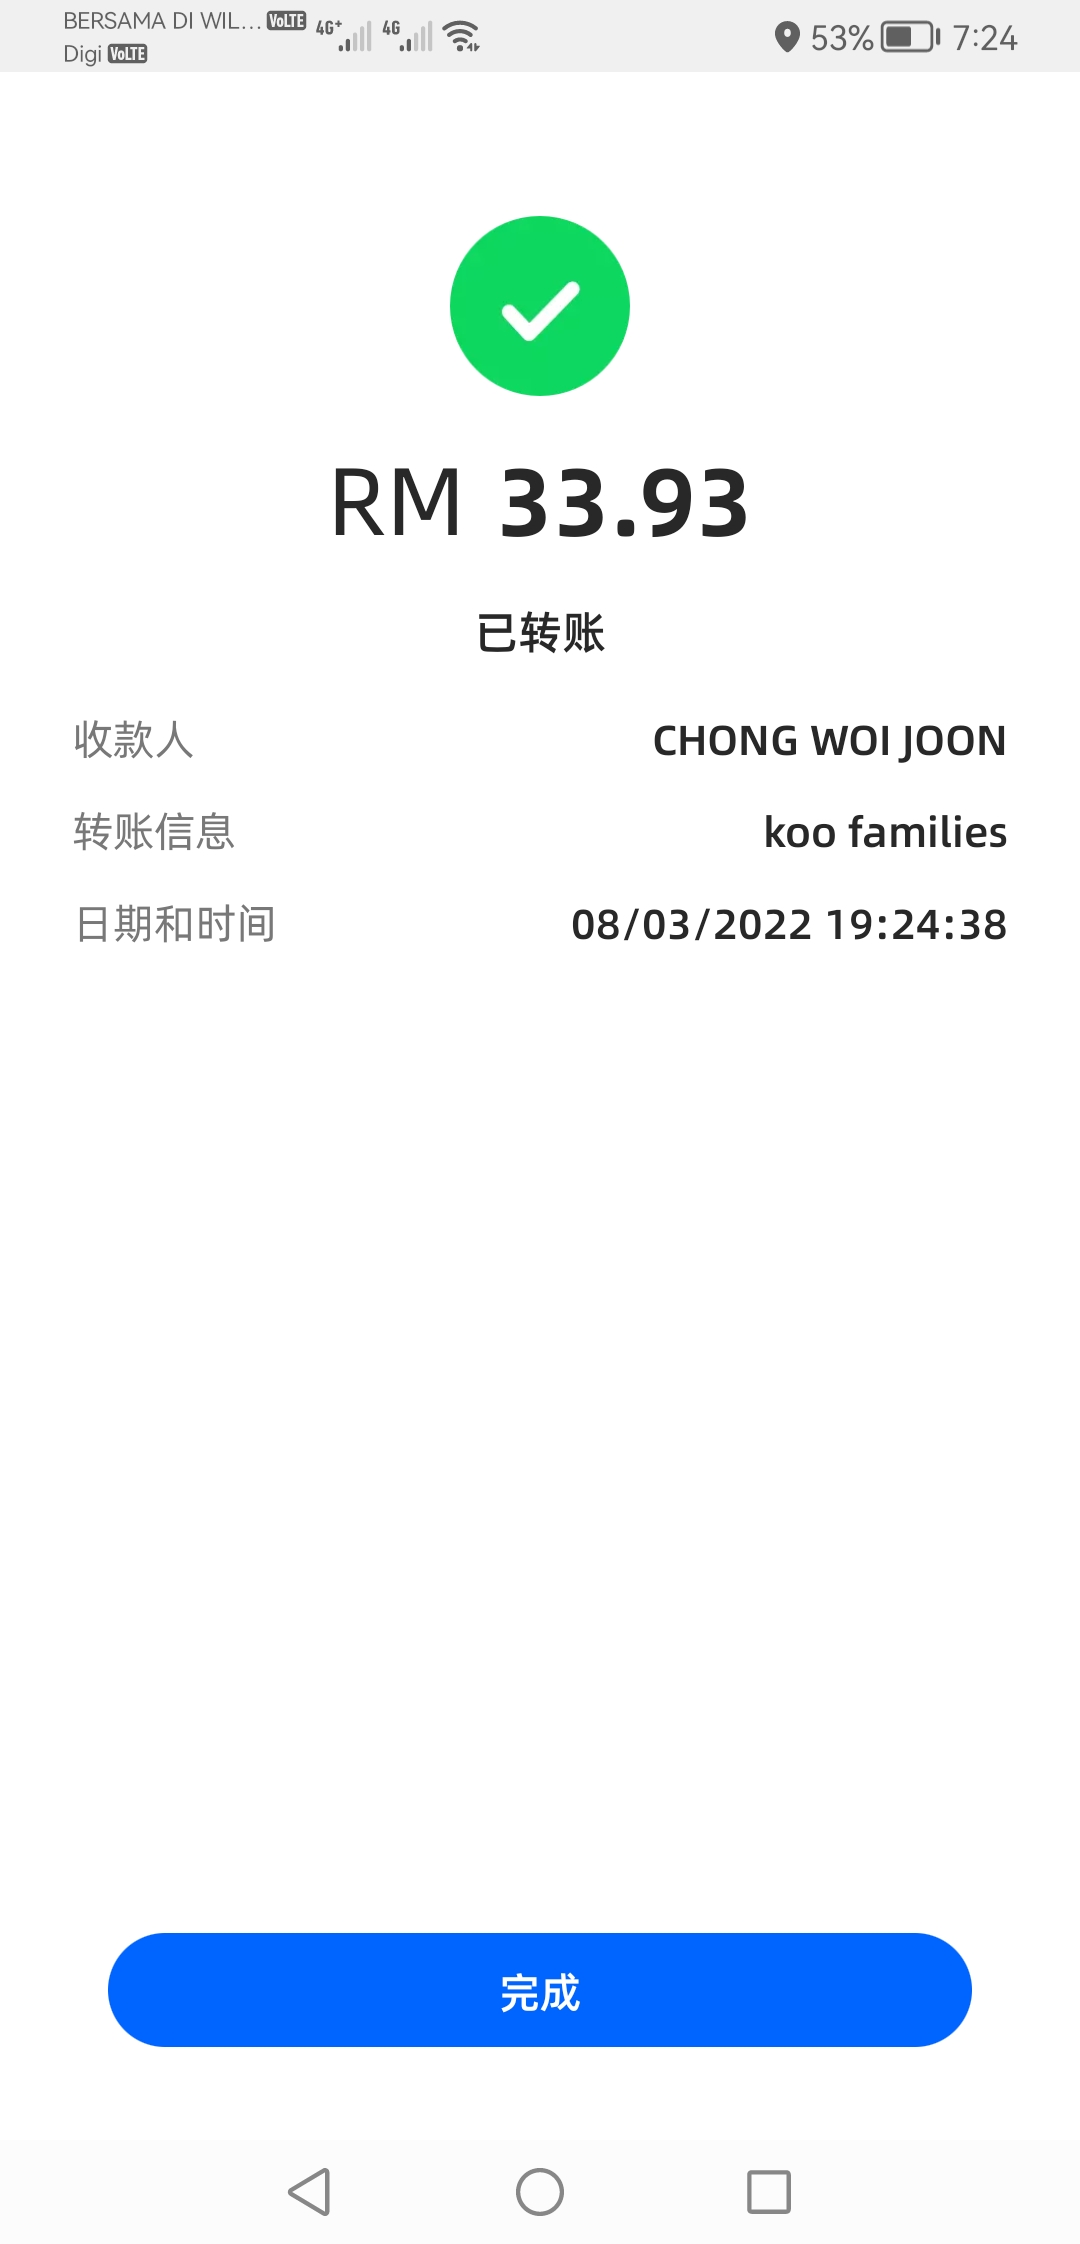 BERSAMA DI WIL... VoLTE 4G+ 4G 53% 7:24
Digi VoLTE
RM 33.93
已转账
收款人 CHONG WOI JOON
转账信息 koo families
日期和时间 08/03/2022 19:24:38
完成